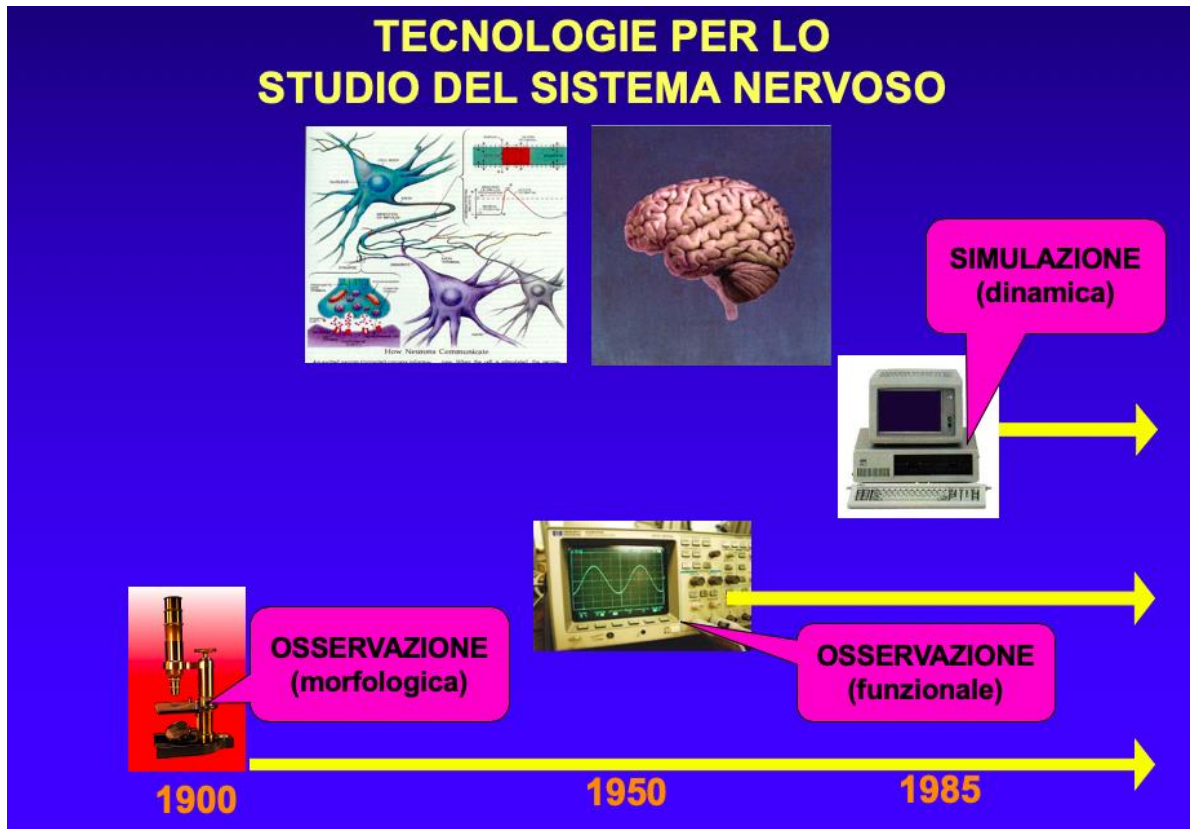 TECNOLOGIE PER LO
STUDIO DEL SISTEMA NERVOSO
How Neurons Communicate
SIMULAZIONE
(dinamica)
OSSERVAZIONE
(morfologica)
OSSERVAZIONE
(funzionale)
1900
1950
1985